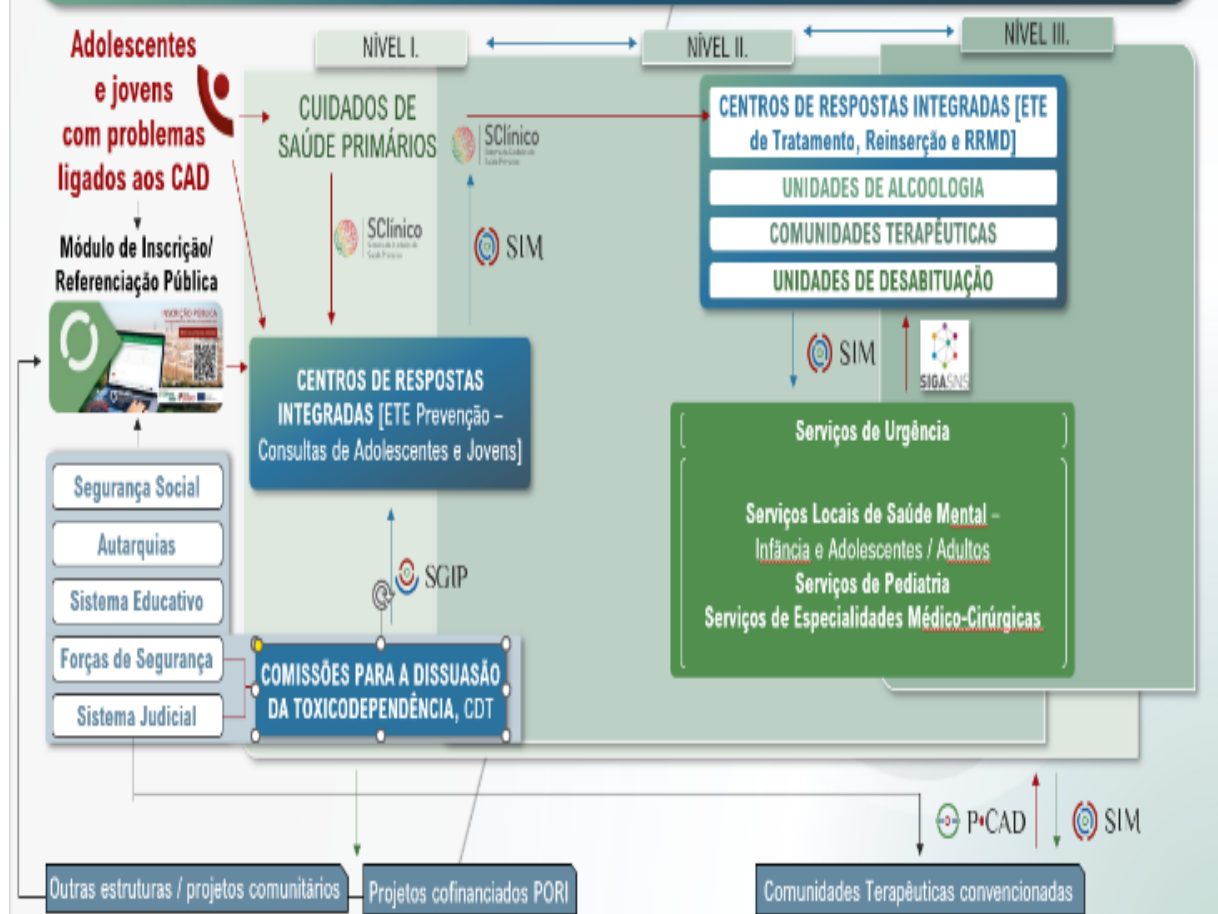 Adolescentes
e jovens
com problemas
ligados aos CAD
Módulo de Inscrição/
Referenciação Pública
INSCRIÇÃO PÚBLICA
Segurança Social
Autarquias
Sistema Educativo
Forças de Segurança
Sistema Judicial
NÍVEL I.
NÍVEL II.
NÍVEL III.
CUIDADOS DE
SAÚDE PRIMÁRIOS
SClínico
SClínico
SIM
CENTROS DE RESPOSTAS
INTEGRADAS [ETE Prevenção –
Consultas de Adolescentes e Jovens]
SGIP
COMISSÕES PARA A DISSUASÃO
DA TOXICODEPENDÊNCIA, CDT
CENTROS DE RESPOSTAS INTEGRADAS [ETE
de Tratamento, Reinserção e RRMD]
UNIDADES DE ALCOOLOGIA
COMUNIDADES TERAPÊUTICAS
UNIDADES DE DESABITUAÇÃO
SIM
SIGASNS
Serviços de Urgência
Serviços Locais de Saúde Mental –
Infância e Adolescentes / Adultos
Serviços de Pediatria
Serviços de Especialidades Médico-Cirúrgicas
P•CAD
SIM
Outras estruturas / projetos comunitários
Projetos cofinanciados PORI
Comunidades Terapêuticas convencionadas